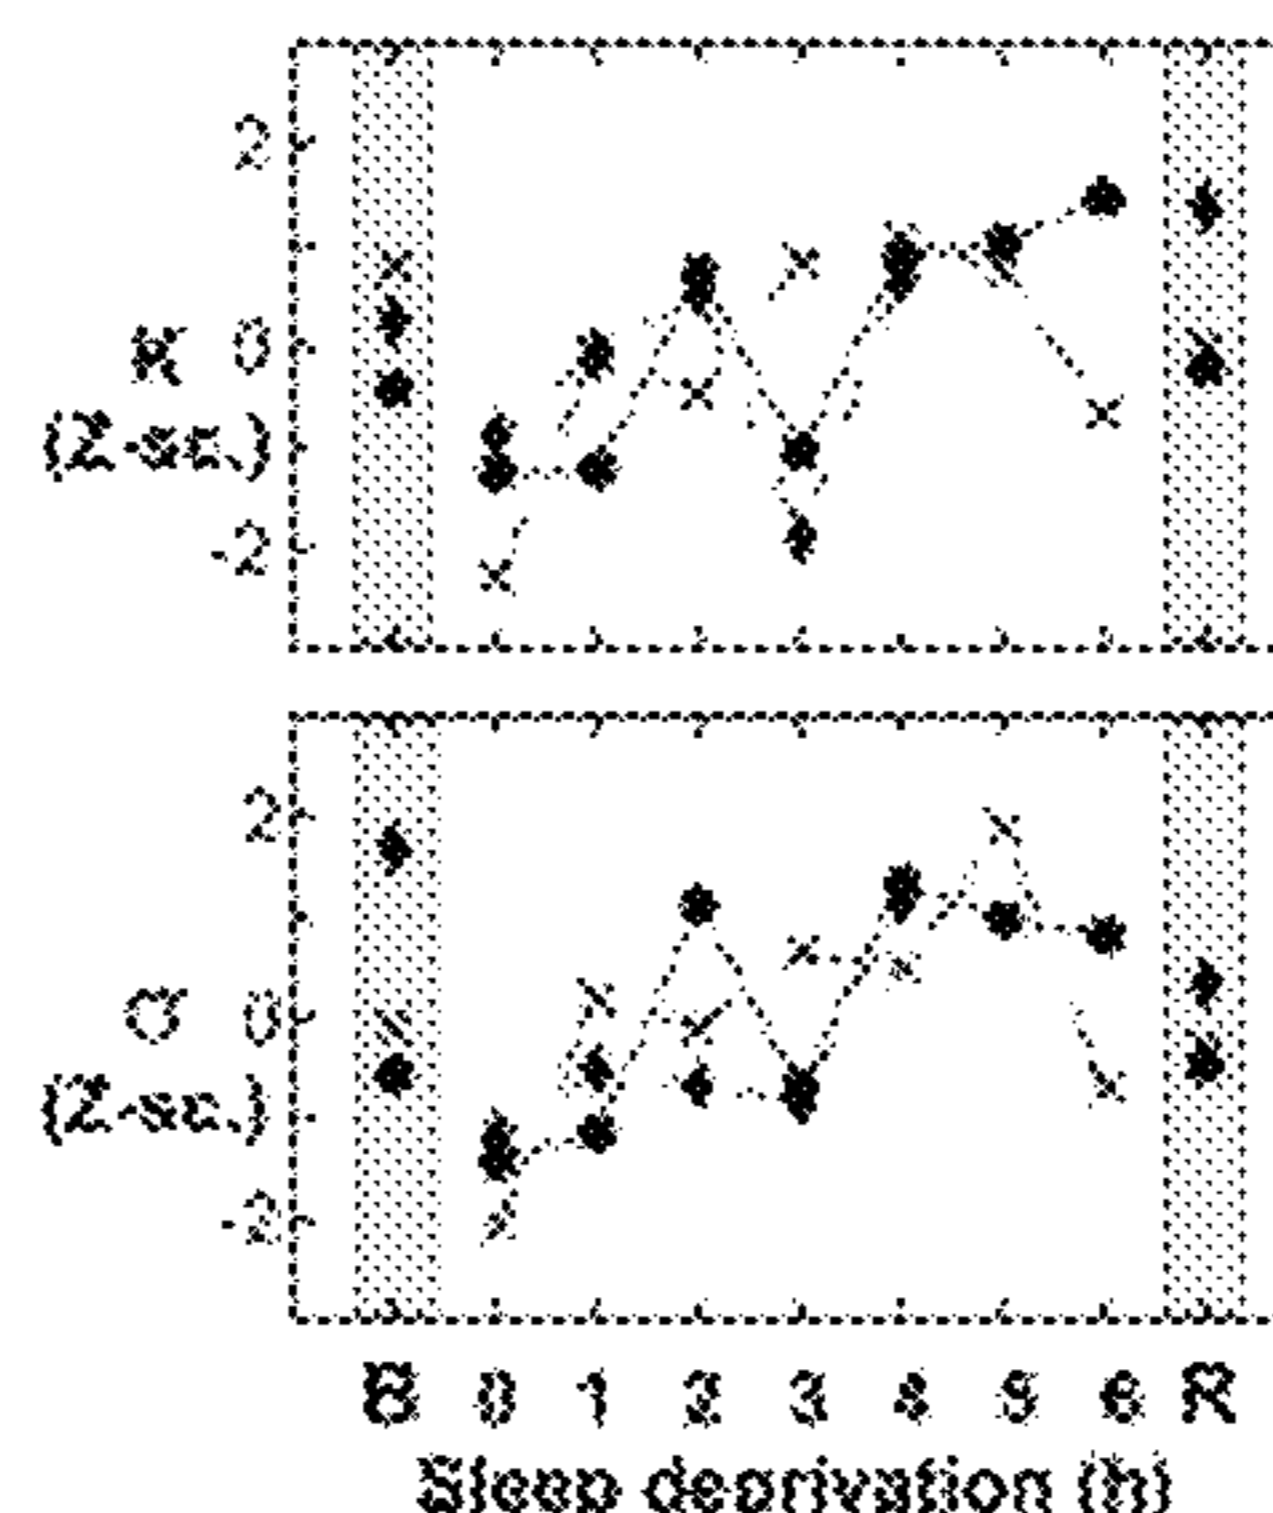 2
κ 0
(Z-sc.)
-2
2
σ 0
(Z-sc.)
-2
B 0 1 2 3 4 5 6 R
Sleep deprivation (h)